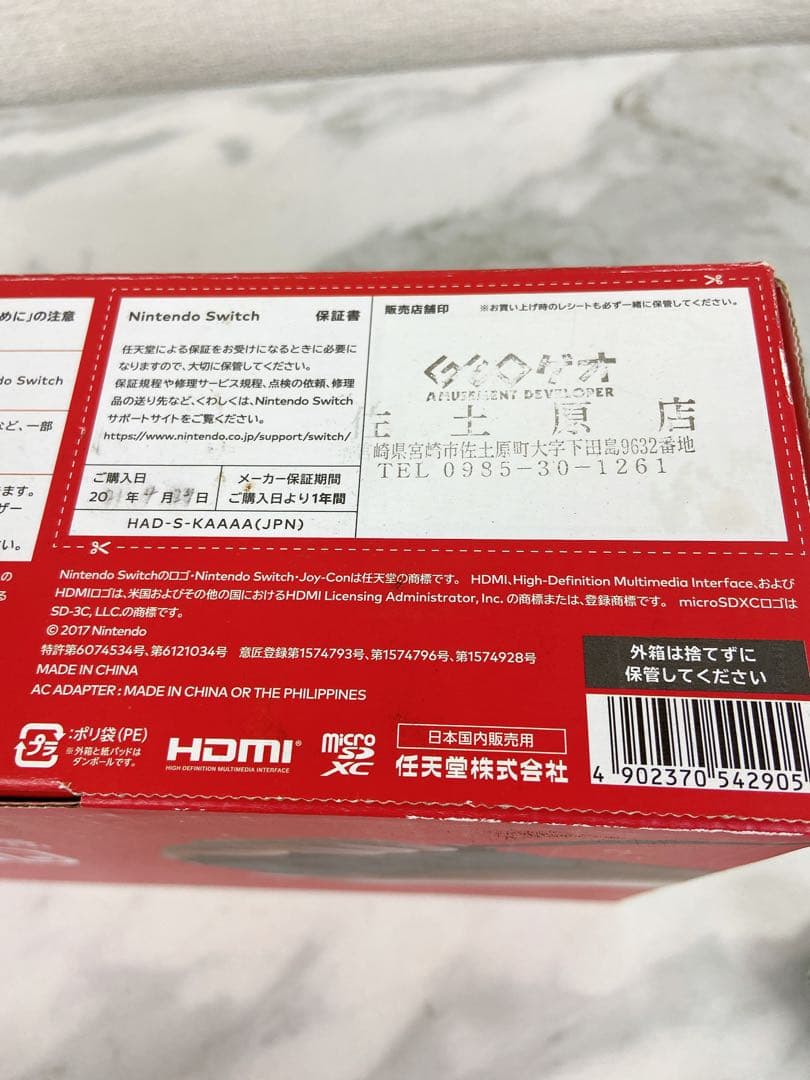 めに」の注意
do Switch
など、一部
ます。
ザー
い。
の
る
Nintendo Switch 保証書
任天堂による保証をお受けになるときに必要に
なりますので、大切に保管してください。
保証規程や修理サービス規程、点検の依頼、修理
品の送り先など、くわしくは、Nintendo Switch
サポートサイトをご覧ください。
https://www.nintendo.co.jp/support/switch/
ご購入日
20 年4月 日
メーカー保証期間
ご購入日より1年間
HAD-S-KAAAA(JPN)
販売店舗印 ※お買い上げ時のレシートも必ず一緒に保管してください。
ゲオ
AMUSEMENT DEVELOPER
佐土原店
崎県宮崎市佐土原町大字下田島9632番地
TEL 0985-30-1261
Nintendo Switchのロゴ・Nintendo Switch・Joy-Conは任天堂の商標です。 HDMI、High-Definition Multimedia Interface、および
HDMIロゴは、米国およびその他の国におけるHDMI Licensing Administrator, Inc. の商標または、登録商標です。 microSDXCロゴは
SD-3C, LLC.の商標です。
© 2017 Nintendo
特許第6074534号、第6121034号 意匠登録第1574793号、第1574796号、第1574928号
MADE IN CHINA
AC ADAPTER : MADE IN CHINA OR THE PHILIPPINES
外箱は捨てずに
保管してください
プラ
:ポリ袋(PE)
※外箱と紙パッドは
ダンボールです。
HDMI®
HIGH DEFINITION MULTIMEDIA INTERFACE
micro
SD
XC
日本国内販売用
任天堂株式会社
4 902370 542905